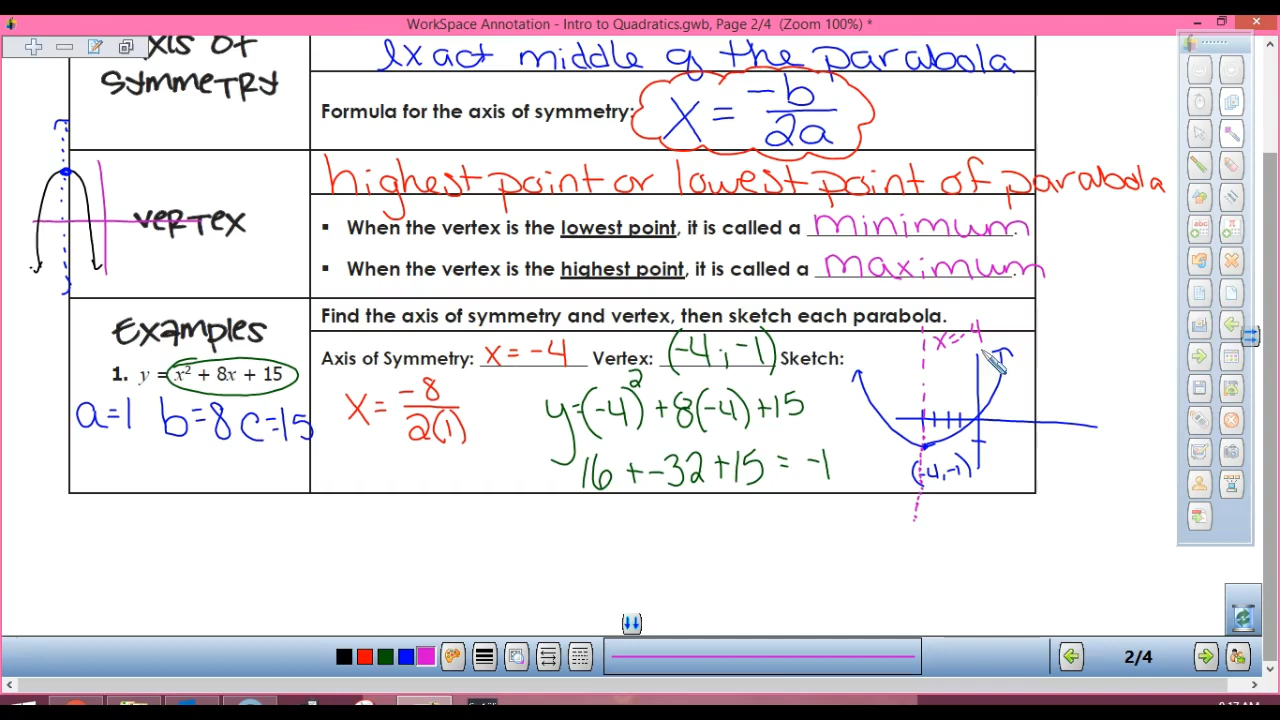 WorkSpace Annotation - Intro to Quadratics.gwb, Page 2/4 (Zoom 100%) *
AXIS OF
SYMMETRY
exact middle of the parabola
Formula for the axis of symmetry: x = -b/2a
VERTEX
highest point or lowest point of parabola
▪ When the vertex is the lowest point, it is called a minimum.
▪ When the vertex is the highest point, it is called a maximum.
EXAMPLES
Find the axis of symmetry and vertex, then sketch each parabola.
1. y = x² + 8x + 15
a=1 b=8 c=15
Axis of Symmetry: x = -4 Vertex: (-4, -1) Sketch:
x = -8/2(1)
y=(-4)² + 8(-4) + 15
16 + -32 + 15 = -1
x=-4
(-4,-1)
2/4